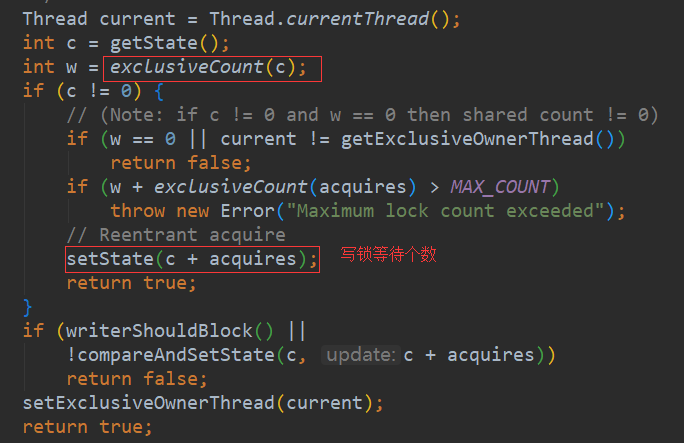 Thread current = Thread.currentThread();
int c = getState();
int w = exclusiveCount(c);
if (c != 0) {
// (Note: if c != 0 and w == 0 then shared count != 0)
if (w == 0 || current != getExclusiveOwnerThread())
return false;
if (w + exclusiveCount(acquires) > MAX_COUNT)
throw new Error("Maximum lock count exceeded");
// Reentrant acquire
setState(c + acquires); 写锁等待个数
return true;
}
if (writerShouldBlock() ||
!compareAndSetState(c, update: c + acquires))
return false;
setExclusiveOwnerThread(current);
return true;